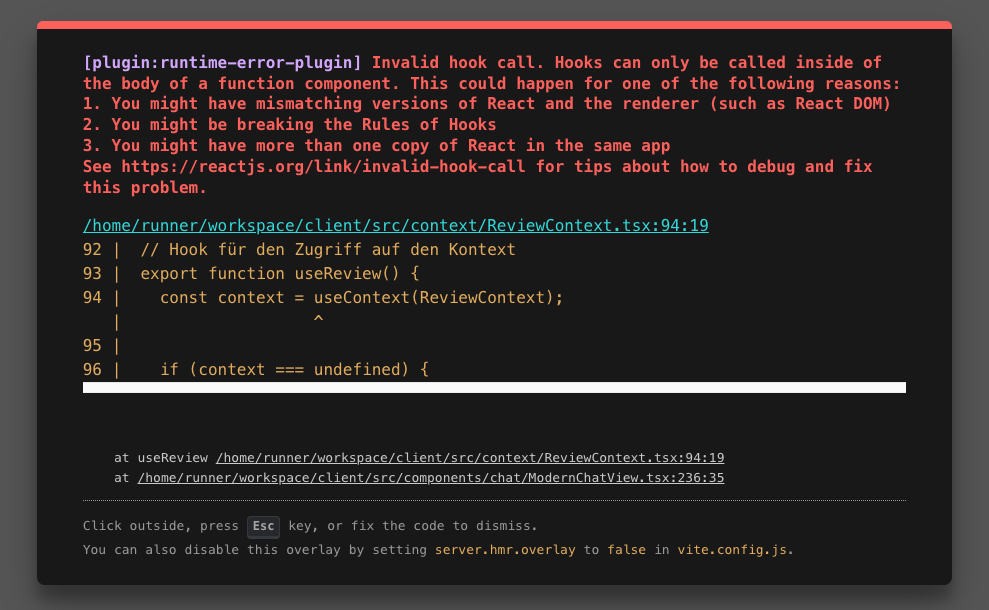 [plugin:runtime-error-plugin] Invalid hook call. Hooks can only be called inside of
the body of a function component. This could happen for one of the following reasons:
1. You might have mismatching versions of React and the renderer (such as React DOM)
2. You might be breaking the Rules of Hooks
3. You might have more than one copy of React in the same app
See https://reactjs.org/link/invalid-hook-call for tips about how to debug and fix
this problem.
/home/runner/workspace/client/src/context/ReviewContext.tsx:94:19
92 |  // Hook für den Zugriff auf den Kontext
93 |  export function useReview() {
94 |    const context = useContext(ReviewContext);
   |                    ^
95 |
96 |    if (context === undefined) {
at useReview /home/runner/workspace/client/src/context/ReviewContext.tsx:94:19
at /home/runner/workspace/client/src/components/chat/ModernChatView.tsx:236:35
Click outside, press Esc key, or fix the code to dismiss.
You can also disable this overlay by setting server.hmr.overlay to false in vite.config.js.